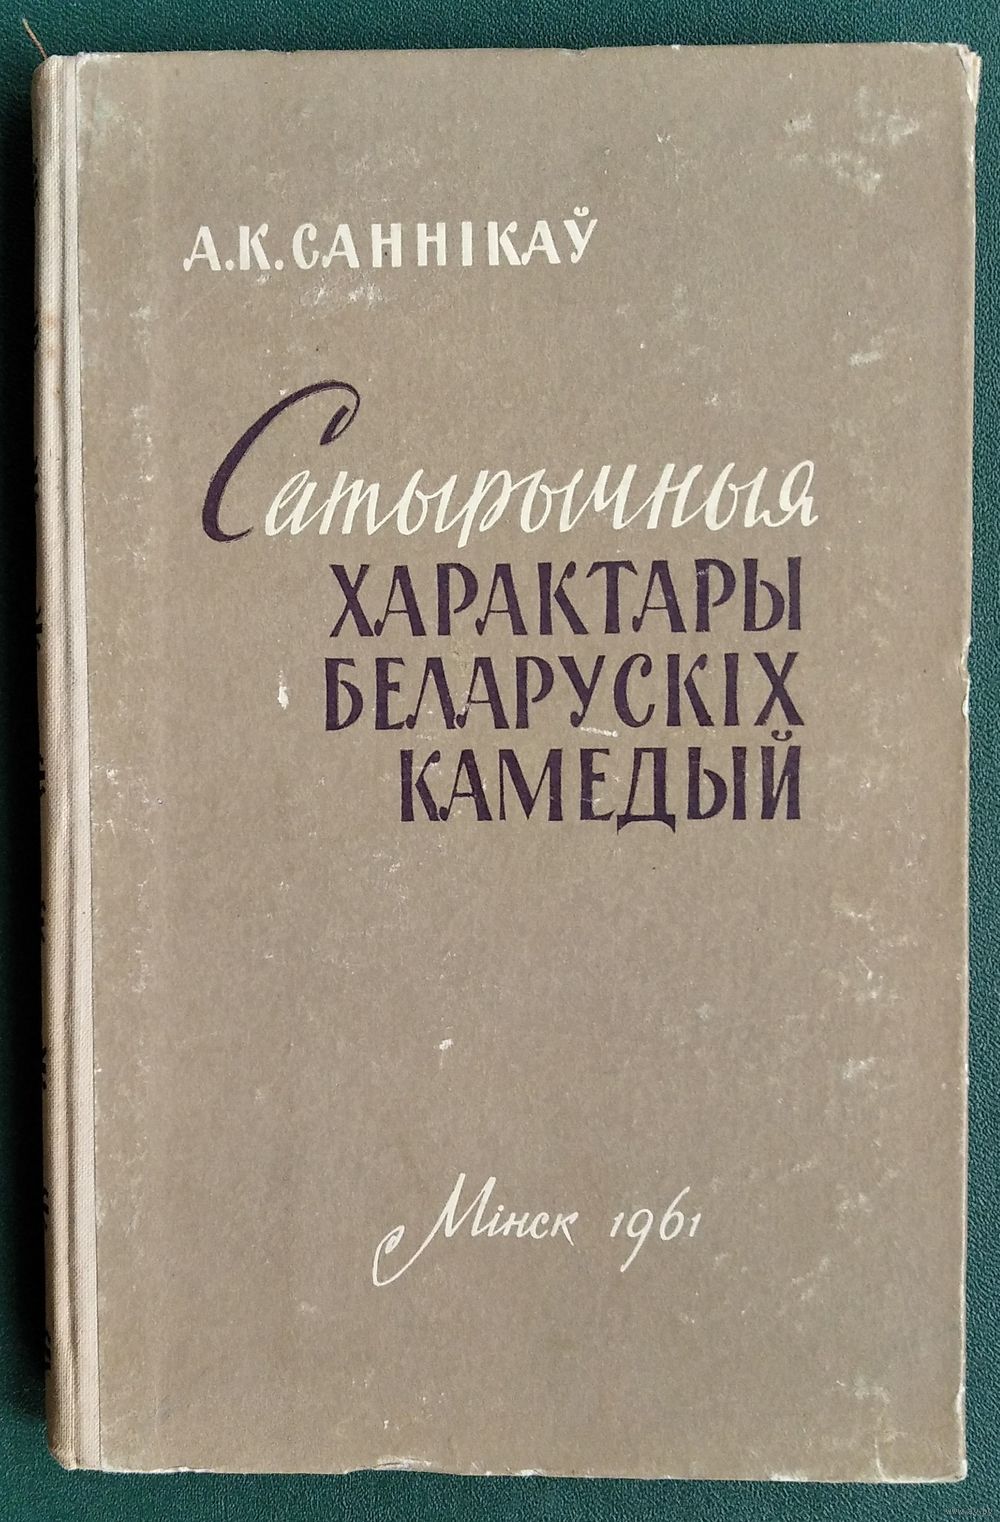 А.К.САННІКАЎ
Сатырычныя
ХАРАКТАРЫ
БЕЛАРУСКІХ
КАМЕДЫЙ
Мінск 1961